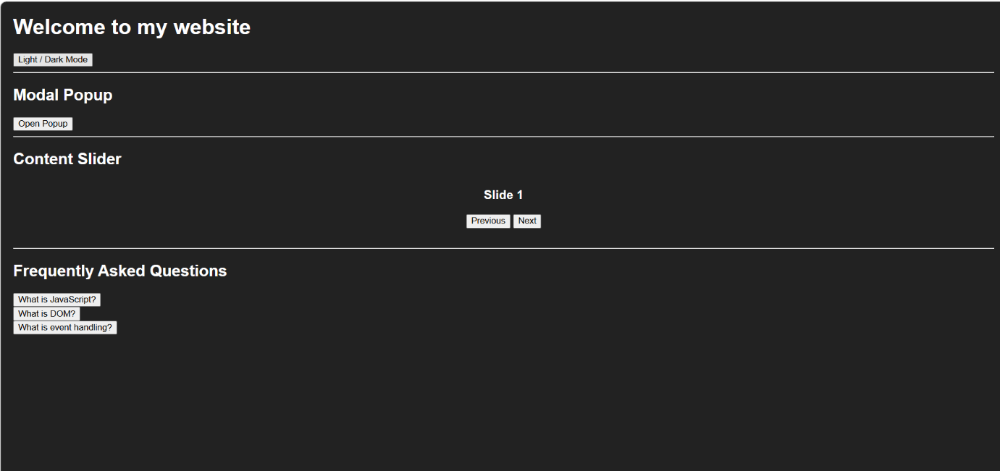 Welcome to my website
Light / Dark Mode
Modal Popup
Open Popup
Content Slider
Slide 1
Previous Next
Frequently Asked Questions
What is JavaScript?
What is DOM?
What is event handling?